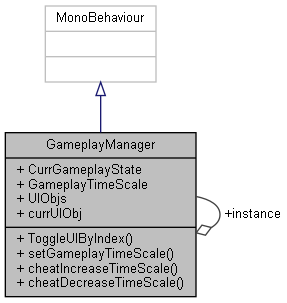 MonoBehaviour
GameplayManager
+ CurrGameplayState
+ GameplayTimeScale
+ UIObjs
+ currUIObj
+instance
+ ToggleUIByIndex()
+ setGameplayTimeScale()
+ cheatIncreaseTimeScale()
+ cheatDecreaseTimeScale()